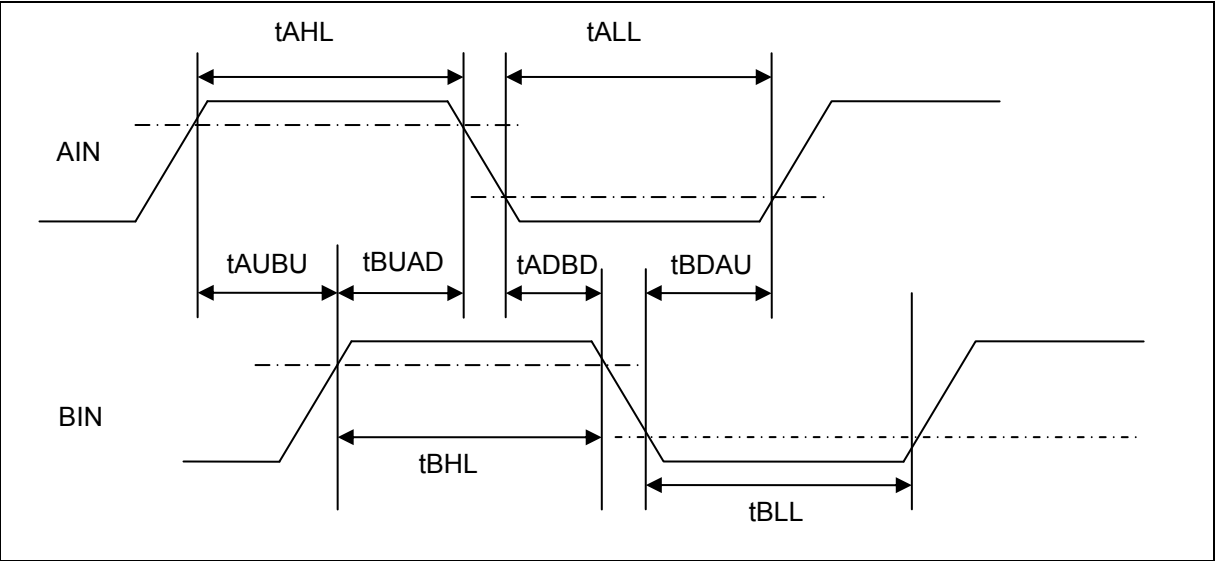 tAHL
tALL
AIN
tAUBU
tBUAD
tADBD
tBDAU
BIN
tBHL
tBLL